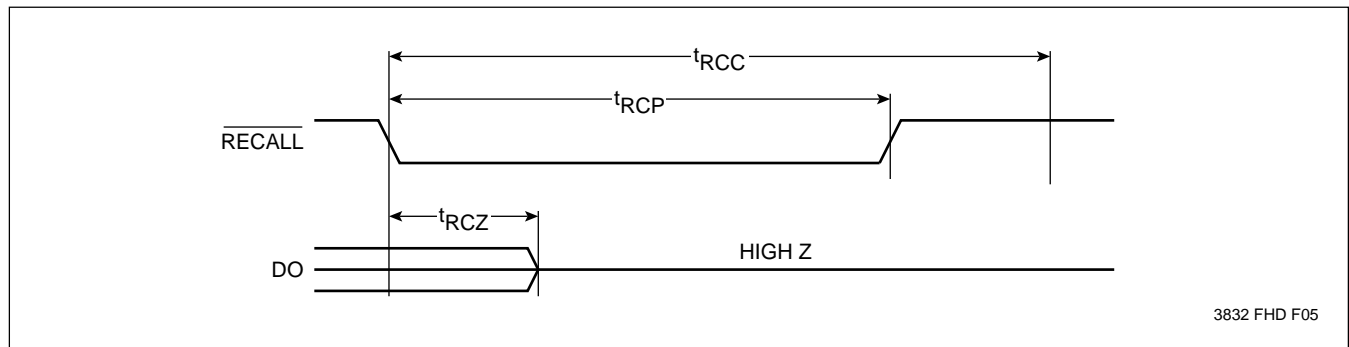 tRCC
tRCP
RECALL
tRCZ
HIGH Z
DO
3832 FHD F05